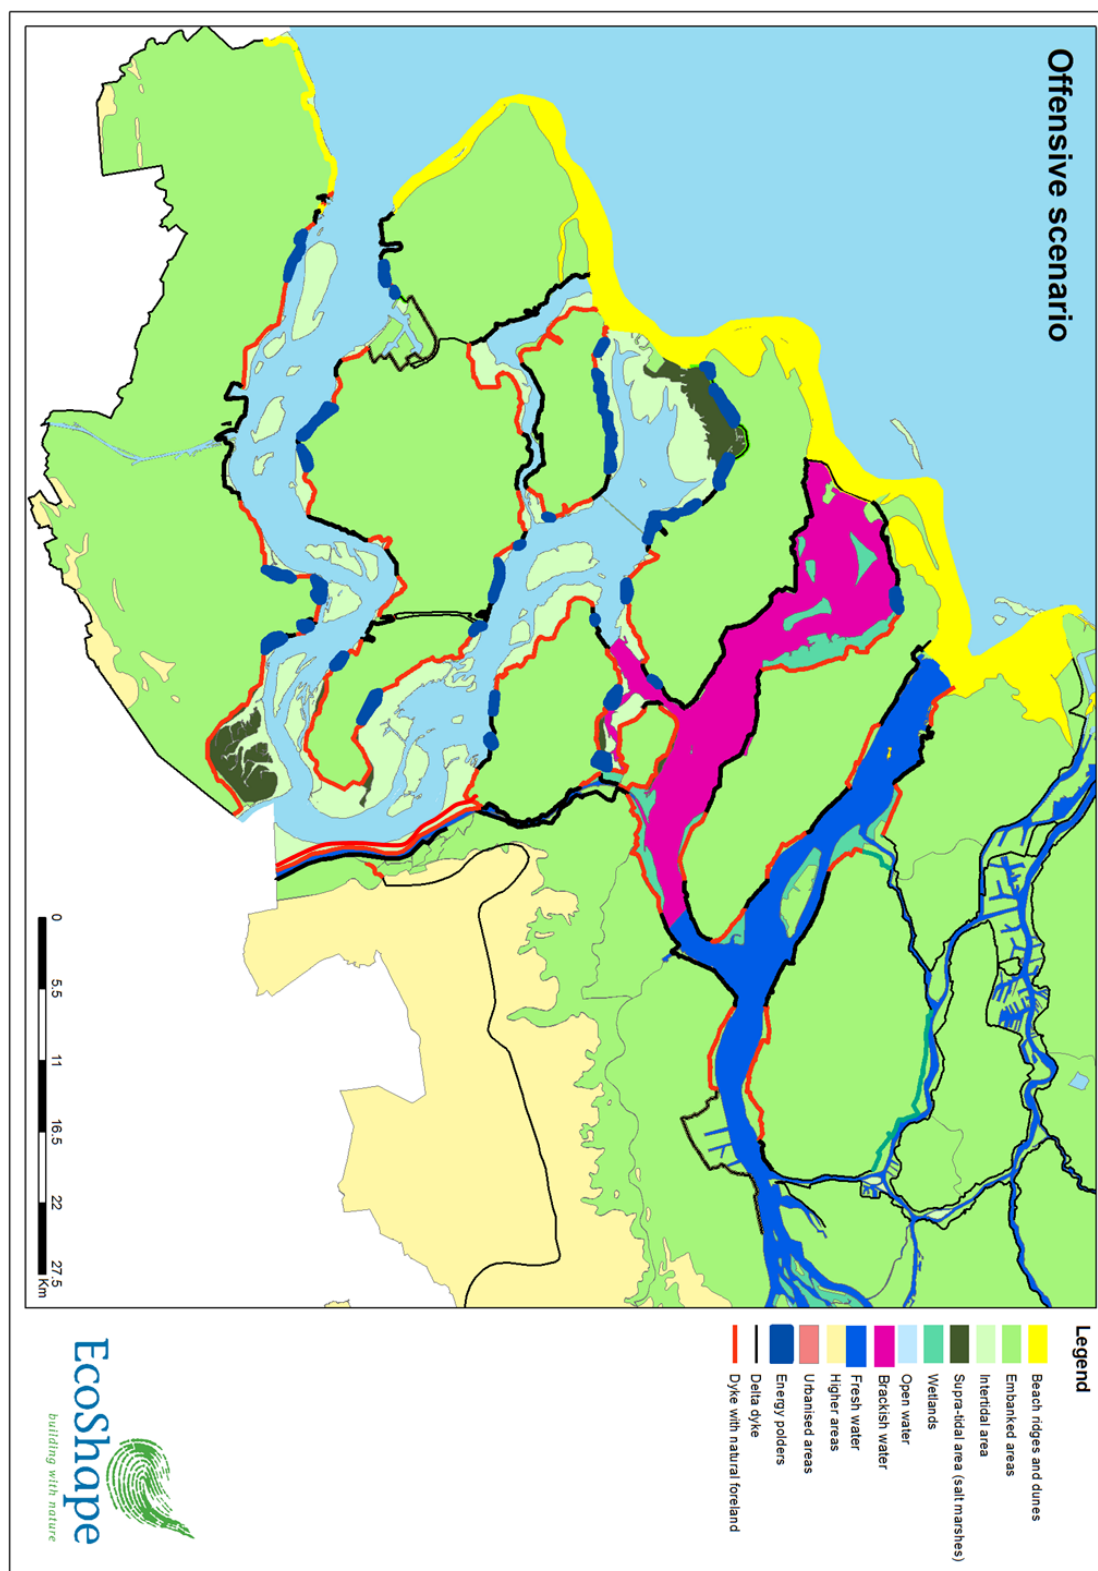 Offensive scenario
0
5.5
11
16.5
22
27.5
Km
Legend
Beach ridges and dunes
Embanked areas
Intertidal area
Supra-tidal area (salt marshes)
Wetlands
Open water
Brackish water
Fresh water
Higher areas
Urbanised areas
Energy polders
Delta dyke
Dyke with natural foreland
EcoShape
building with nature